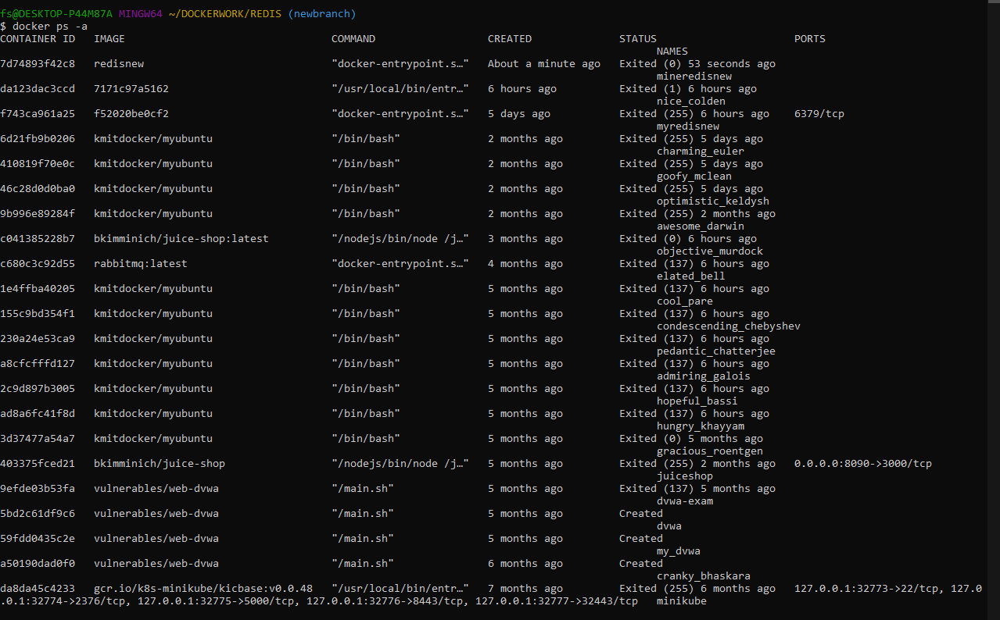 fs@DESKTOP-P44M87A MINGW64 ~/DOCKERWORK/REDIS (newbranch)
$ docker ps -a
CONTAINER ID   IMAGE                                 COMMAND                  CREATED              STATUS                      PORTS
NAMES
7d74893f42c8   redisnew                              "docker-entrypoint.s…"   About a minute ago   Exited (0) 53 seconds ago
mineredisnew
da123dac3ccd   7171c97a5162                          "/usr/local/bin/entr…"   6 hours ago          Exited (1) 6 hours ago
nice_colden
f743ca961a25   f52020be0cf2                          "docker-entrypoint.s…"   5 days ago           Exited (255) 6 hours ago    6379/tcp
myredisnew
6d21fb9b0206   kmitdocker/myubuntu                   "/bin/bash"              2 months ago         Exited (255) 5 days ago
charming_euler
410819f70e0c   kmitdocker/myubuntu                   "/bin/bash"              2 months ago         Exited (255) 5 days ago
goofy_mclean
46c28d0d0ba0   kmitdocker/myubuntu                   "/bin/bash"              2 months ago         Exited (255) 5 days ago
optimistic_keldysh
9b996e89284f   kmitdocker/myubuntu                   "/bin/bash"              2 months ago         Exited (255) 2 months ago
awesome_darwin
c041385228b7   bkimminich/juice-shop:latest          "/nodejs/bin/node /j…"   3 months ago         Exited (0) 6 hours ago
objective_murdock
c680c3c92d55   rabbitmq:latest                       "docker-entrypoint.s…"   4 months ago         Exited (137) 6 hours ago
elated_bell
1e4ffba40205   kmitdocker/myubuntu                   "/bin/bash"              5 months ago         Exited (137) 6 hours ago
cool_pare
155c9bd354f1   kmitdocker/myubuntu                   "/bin/bash"              5 months ago         Exited (137) 6 hours ago
condescending_chebyshev
230a24e53ca9   kmitdocker/myubuntu                   "/bin/bash"              5 months ago         Exited (137) 6 hours ago
pedantic_chatterjee
a8cfcfffd127   kmitdocker/myubuntu                   "/bin/bash"              5 months ago         Exited (137) 6 hours ago
admiring_galois
2c9d897b3005   kmitdocker/myubuntu                   "/bin/bash"              5 months ago         Exited (137) 6 hours ago
hopeful_bassi
ad8a6fc41f8d   kmitdocker/myubuntu                   "/bin/bash"              5 months ago         Exited (137) 6 hours ago
hungry_khayyam
3d37477a54a7   kmitdocker/myubuntu                   "/bin/bash"              5 months ago         Exited (0) 5 months ago
gracious_roentgen
403375fced21   bkimminich/juice-shop                 "/nodejs/bin/node /j…"   5 months ago         Exited (255) 2 months ago   0.0.0.0:8090->3000/tcp
juiceshop
9efde03b53fa   vulnerables/web-dvwa                  "/main.sh"               5 months ago         Exited (137) 5 months ago
dvwa-exam
5bd2c61df9c6   vulnerables/web-dvwa                  "/main.sh"               5 months ago         Created
dvwa
59fdd0435c2e   vulnerables/web-dvwa                  "/main.sh"               5 months ago         Created
my_dvwa
a50190dad0f0   vulnerables/web-dvwa                  "/main.sh"               6 months ago         Created
cranky_bhaskara
da8da45c4233   gcr.io/k8s-minikube/kicbase:v0.0.48   "/usr/local/bin/entr…"   7 months ago         Exited (255) 6 months ago   127.0.0.1:32773->22/tcp, 127.0
.0.1:32774->2376/tcp, 127.0.0.1:32775->5000/tcp, 127.0.0.1:32776->8443/tcp, 127.0.0.1:32777->32443/tcp   minikube